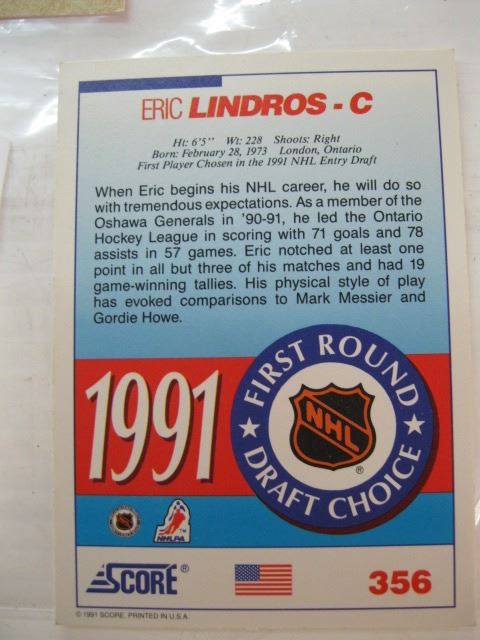 ERIC LINDROS - C
Ht: 6'5" Wt: 228 Shoots: Right
Born: February 28, 1973 London, Ontario
First Player Chosen in the 1991 NHL Entry Draft
When Eric begins his NHL career, he will do so
with tremendous expectations. As a member of the
Oshawa Generals in '90-91, he led the Ontario
Hockey League in scoring with 71 goals and 78
assists in 57 games. Eric notched at least one
point in all but three of his matches and had 19
game-winning tallies. His physical style of play
has evoked comparisons to Mark Messier and
Gordie Howe.
1991
FIRST ROUND
NHL
®
DRAFT CHOICE
NHLPA
TM
SCORE®
356
© 1991 SCORE, PRINTED IN U.S.A.